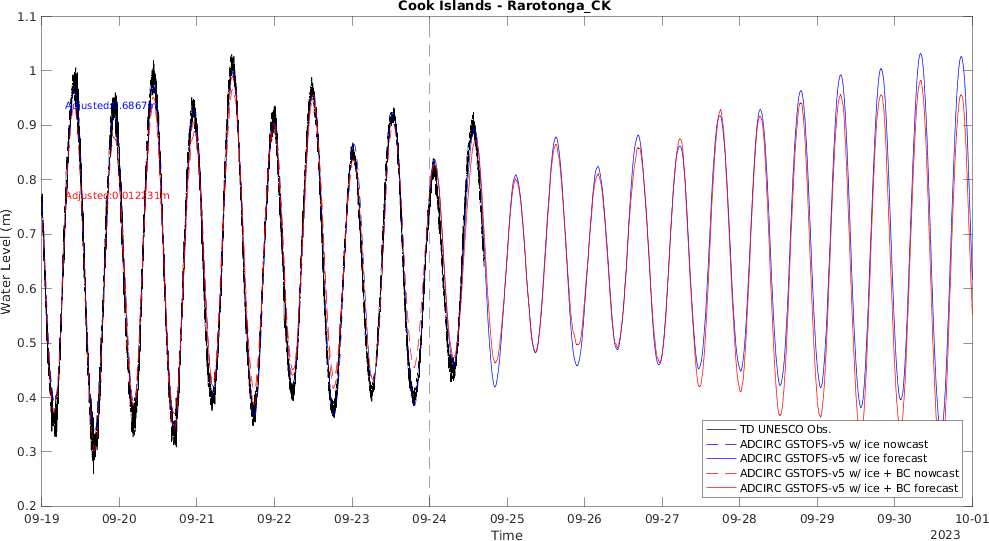 Cook Islands - Rarotonga_CK
1.1
1
0.9
0.8
0.7
0.6
0.5
0.4
0.3
0.2
Water Level (m)
Adjusted:0.012231m
TD UNESCO Obs.
ADCIRC GSTOFS-v5 w/ ice nowcast
ADCIRC GSTOFS-v5 w/ ice forecast
ADCIRC GSTOFS-v5 w/ ice + BC nowcast
ADCIRC GSTOFS-v5 w/ ice + BC forecast
09-19 09-20 09-21 09-22 09-23 09-24 09-25 09-26 09-27 09-28 09-29 09-30 10-01
Time
2023